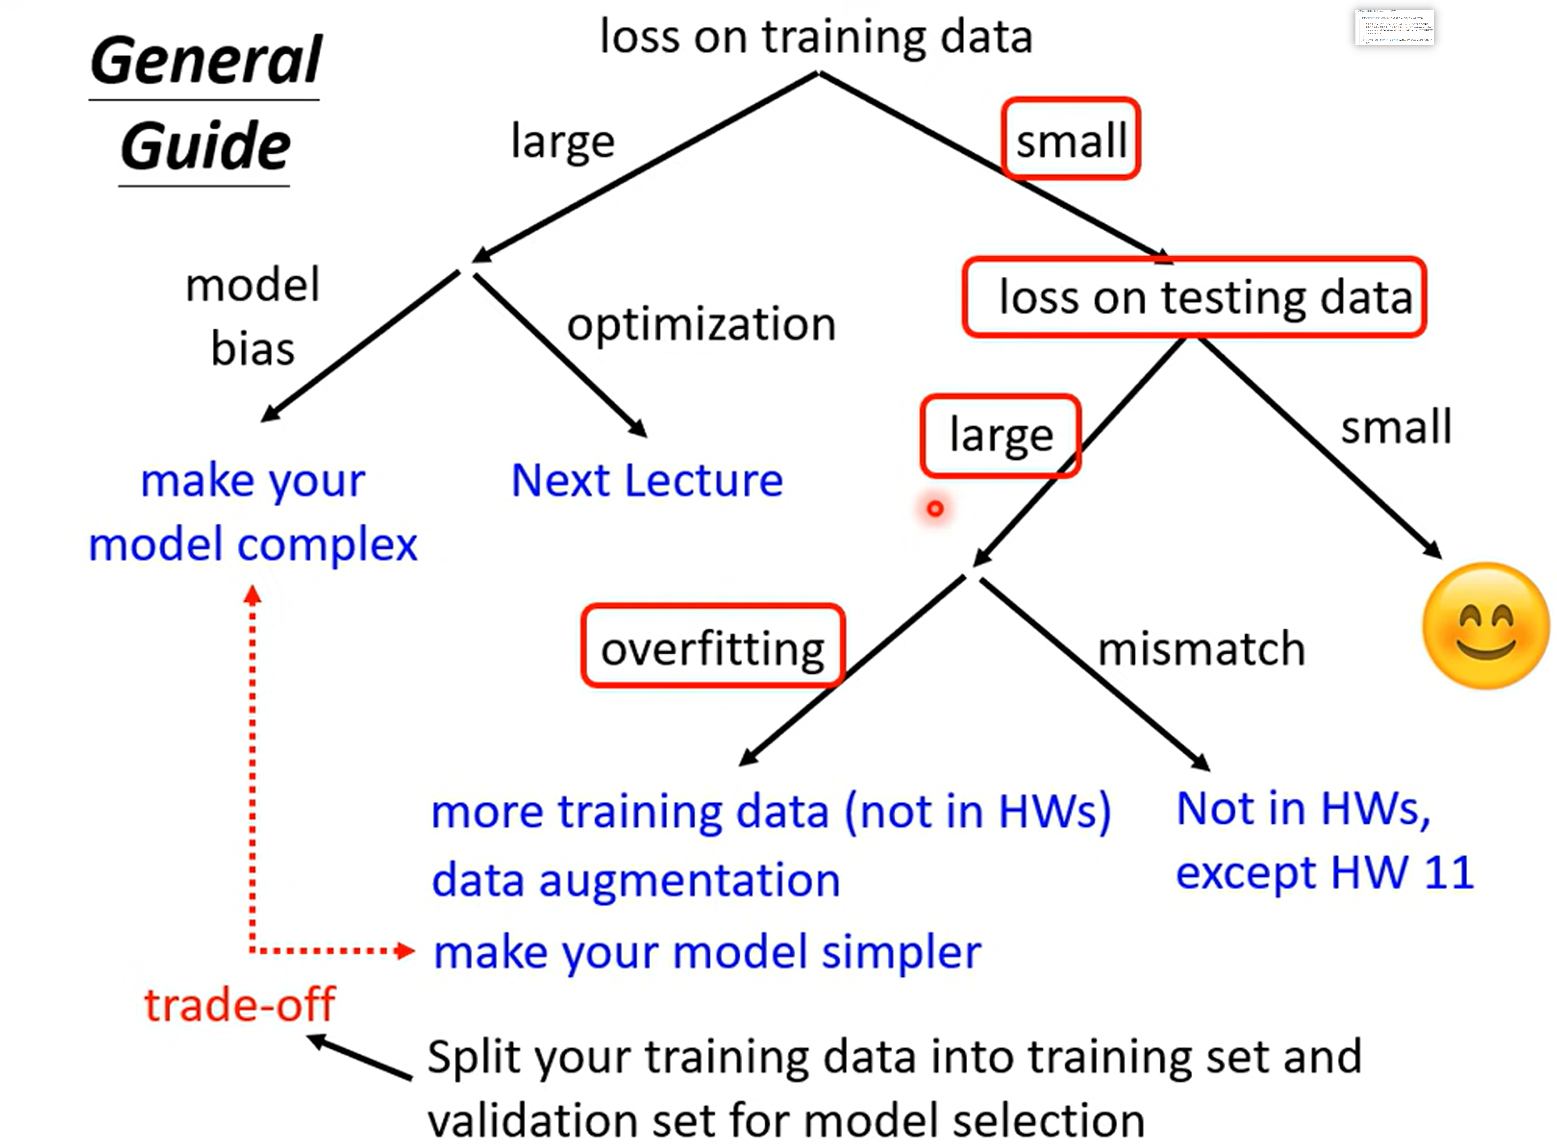 General
Guide
loss on training data
large
small
model
bias
optimization
loss on testing data
make your
model complex
Next Lecture
large
small
overfitting
mismatch
more training data (not in HWs)
data augmentation
make your model simpler
Not in HWs,
except HW 11
trade-off
Split your training data into training set and
validation set for model selection